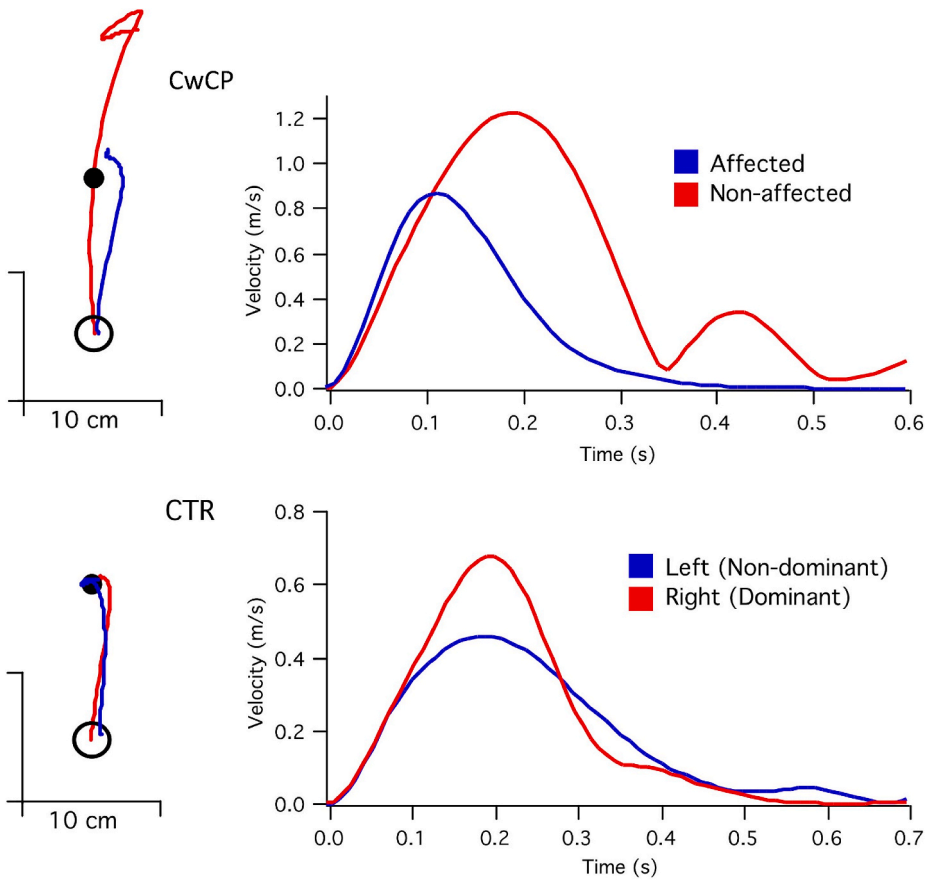 CwCP
10 cm
Velocity (m/s)
1.2
1.0
0.8
0.6
0.4
0.2
0.0
Affected
Non-affected
0.0 0.1 0.2 0.3 0.4 0.5 0.6
Time (s)
CTR
10 cm
Velocity (m/s)
0.8
0.6
0.4
0.2
0.0
Left (Non-dominant)
Right (Dominant)
0.0 0.1 0.2 0.3 0.4 0.5 0.6 0.7
Time (s)